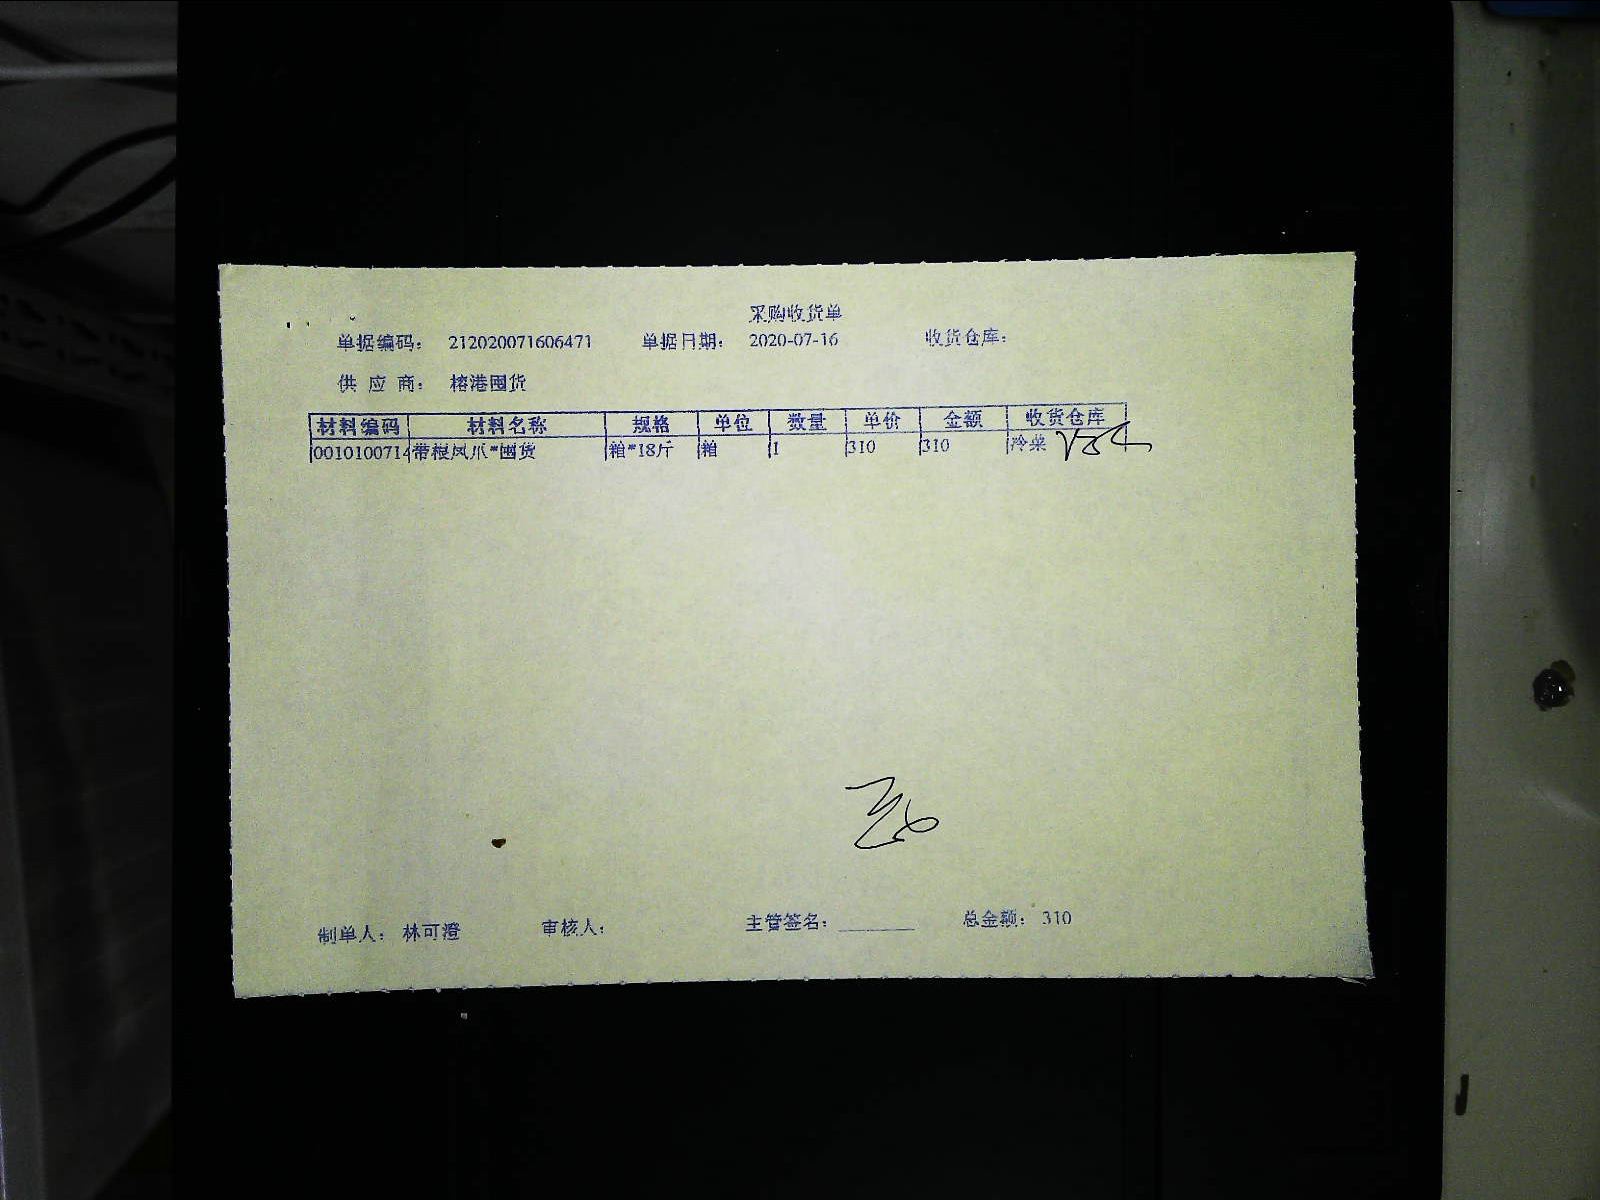 采购收货单
单据编码： 212020071606471 单据日期： 2020-07-16 收货仓库：
供 应 商： 榕港囤货
材料编码 材料名称 规格 单位 数量 单价 金额 收货仓库
0010100714 带根凤爪*囤货 箱*18斤 箱 1 310 310 冷菜
制单人： 林可澄 审核人： 主管签名： 总金额： 310